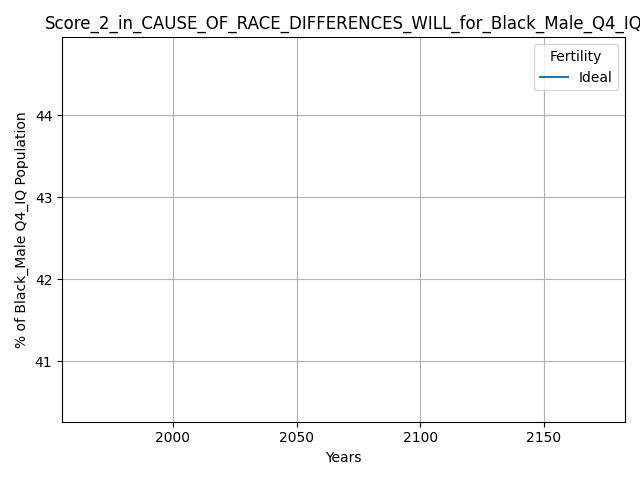 Score_2_in_CAUSE_OF_RACE_DIFFERENCES_WILL_for_Black_Male_Q4_IQ
Fertility
Ideal
% of Black_Male Q4_IQ Population
44
43
42
41
2000 2050 2100 2150
Years